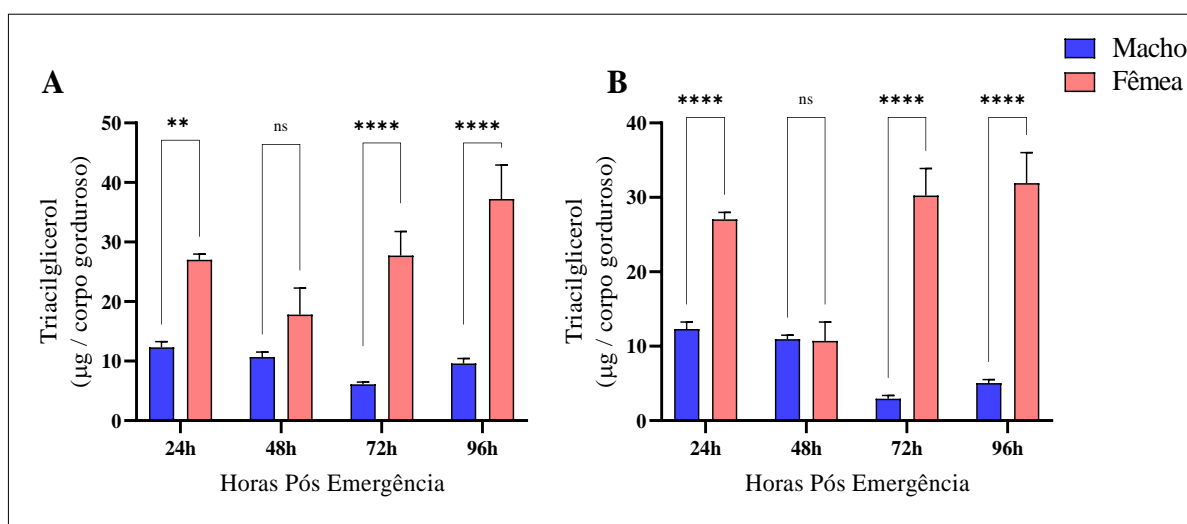 Macho
Fêmea
A
Triacilglicerol
(µg / corpo gorduroso)
50
40
30
20
10
0
**
ns
****
****
24h
48h
72h
96h
Horas Pós Emergência
B
Triacilglicerol
(µg / corpo gorduroso)
40
30
20
10
0
****
ns
****
****
24h
48h
72h
96h
Horas Pós Emergência